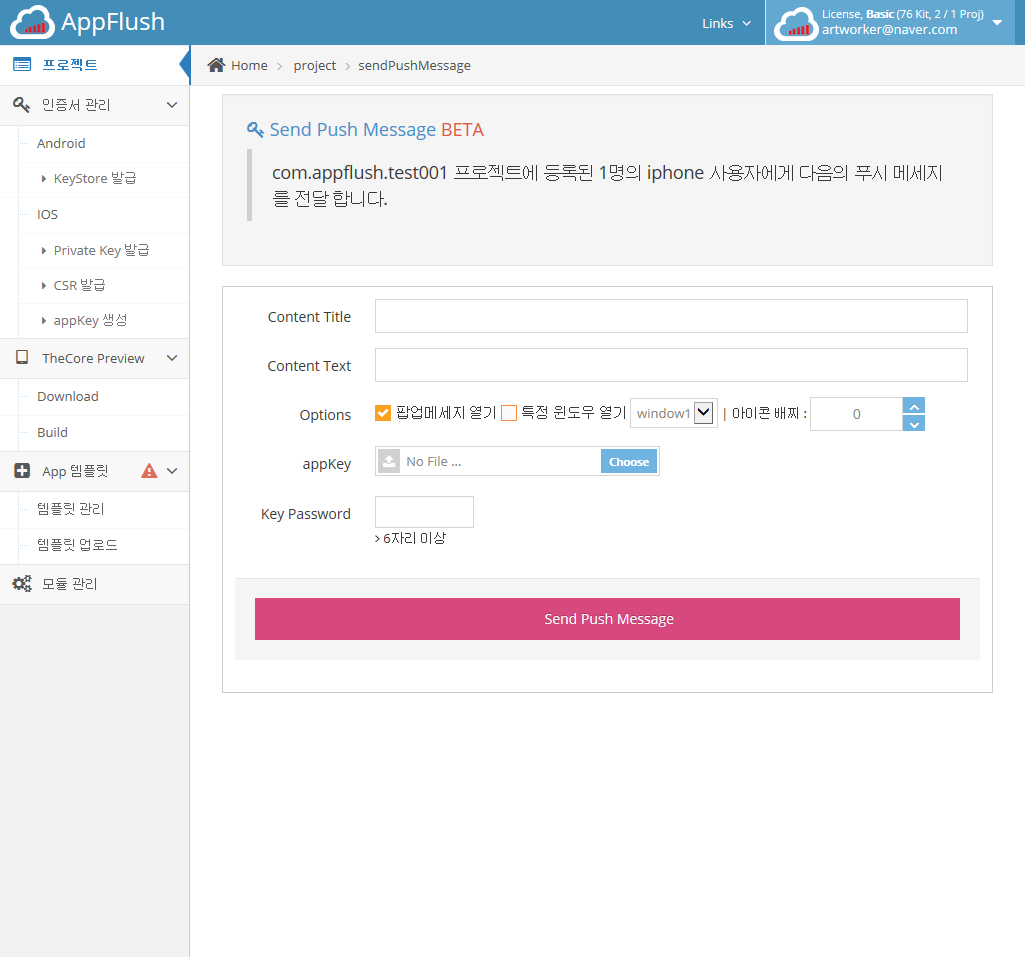 AppFlush
Links
License, Basic (76 Kit, 2 / 1 Proj)
artworker@naver.com
프로젝트
인증서 관리
Android
KeyStore 발급
IOS
Private Key 발급
CSR 발급
appKey 생성
TheCore Preview
Download
Build
App 템플릿
템플릿 관리
템플릿 업로드
모듈 관리
Home > project > sendPushMessage
Send Push Message BETA
com.appflush.test001 프로젝트에 등록된 1명의 iphone 사용자에게 다음의 푸시 메세지
를 전달 합니다.
Content Title
Content Text
Options 팝업메세지 열기 특정 윈도우 열기 window1 | 아이콘 배찌 : 0
appKey No File ... Choose
Key Password
> 6자리 이상
Send Push Message